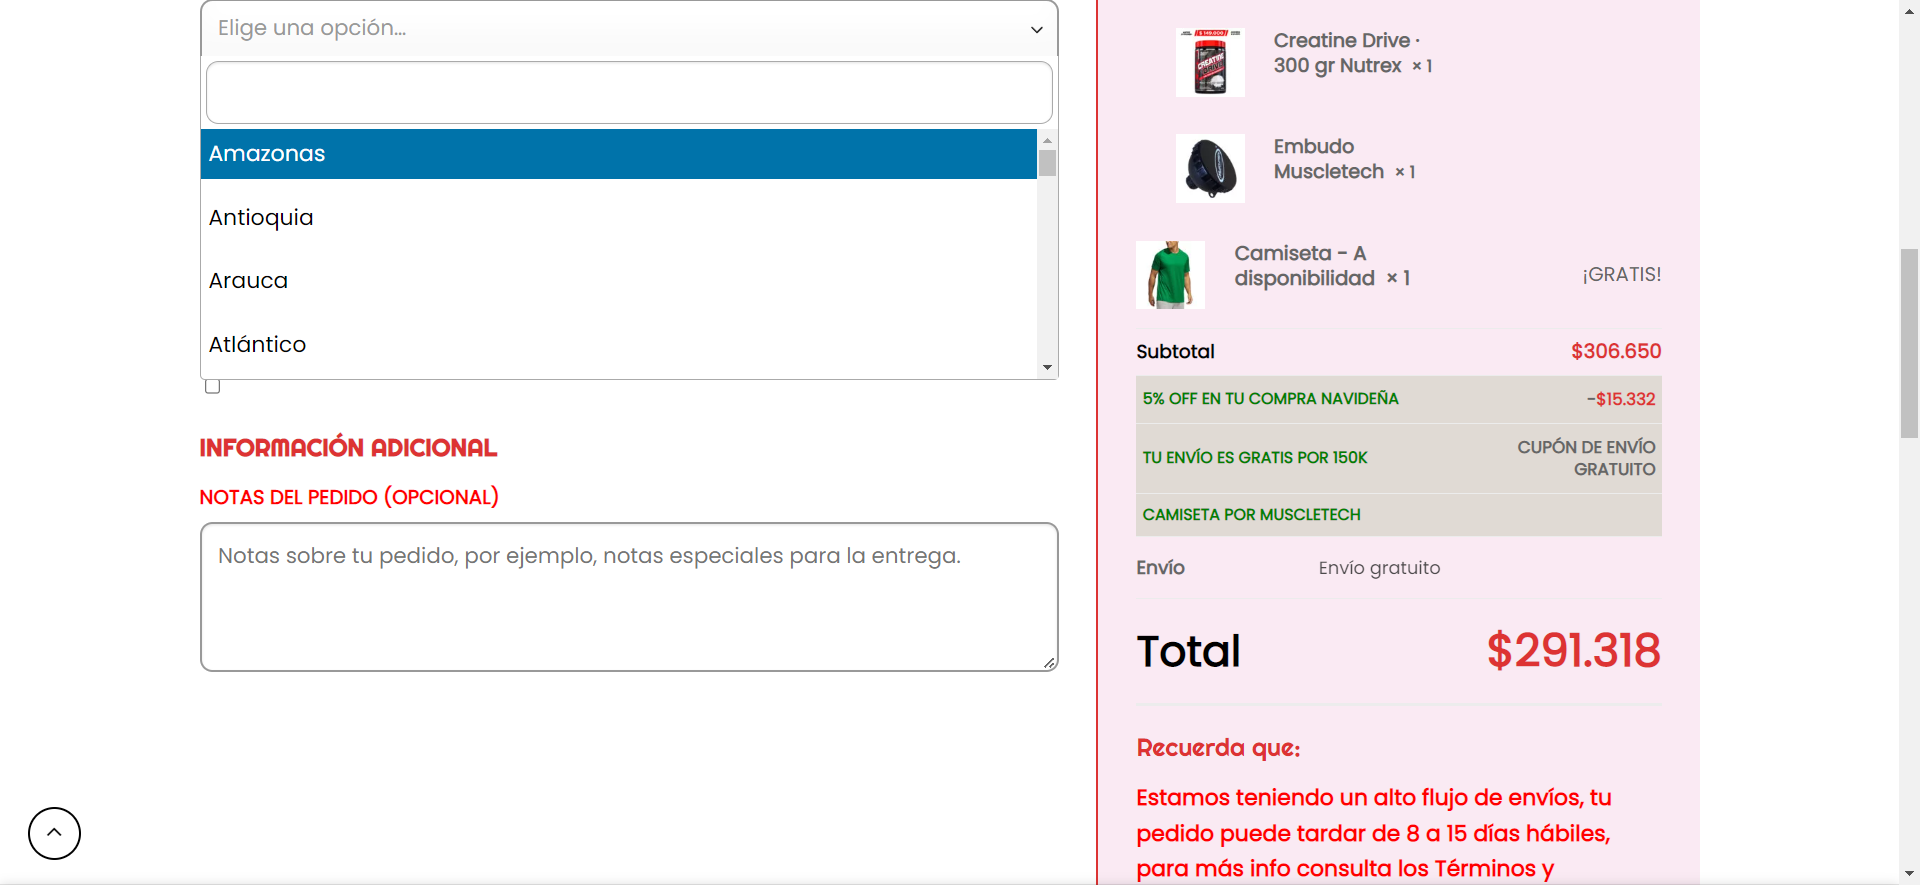 Elige una opción...
Amazonas
Antioquia
Arauca
Atlántico
INFORMACIÓN ADICIONAL
NOTAS DEL PEDIDO (OPCIONAL)
Notas sobre tu pedido, por ejemplo, notas especiales para la entrega.
Creatine Drive ·
300 gr Nutrex × 1
Embudo
Muscletech × 1
Camiseta - A
disponibilidad × 1
¡GRATIS!
Subtotal $306.650
5% OFF EN TU COMPRA NAVIDEÑA -$15.332
TU ENVÍO ES GRATIS POR 150K CUPÓN DE ENVÍO
GRATUITO
CAMISETA POR MUSCLETECH
Envío Envío gratuito
Total $291.318
Recuerda que:
Estamos teniendo un alto flujo de envíos, tu
pedido puede tardar de 8 a 15 días hábiles,
para más info consulta los Términos y